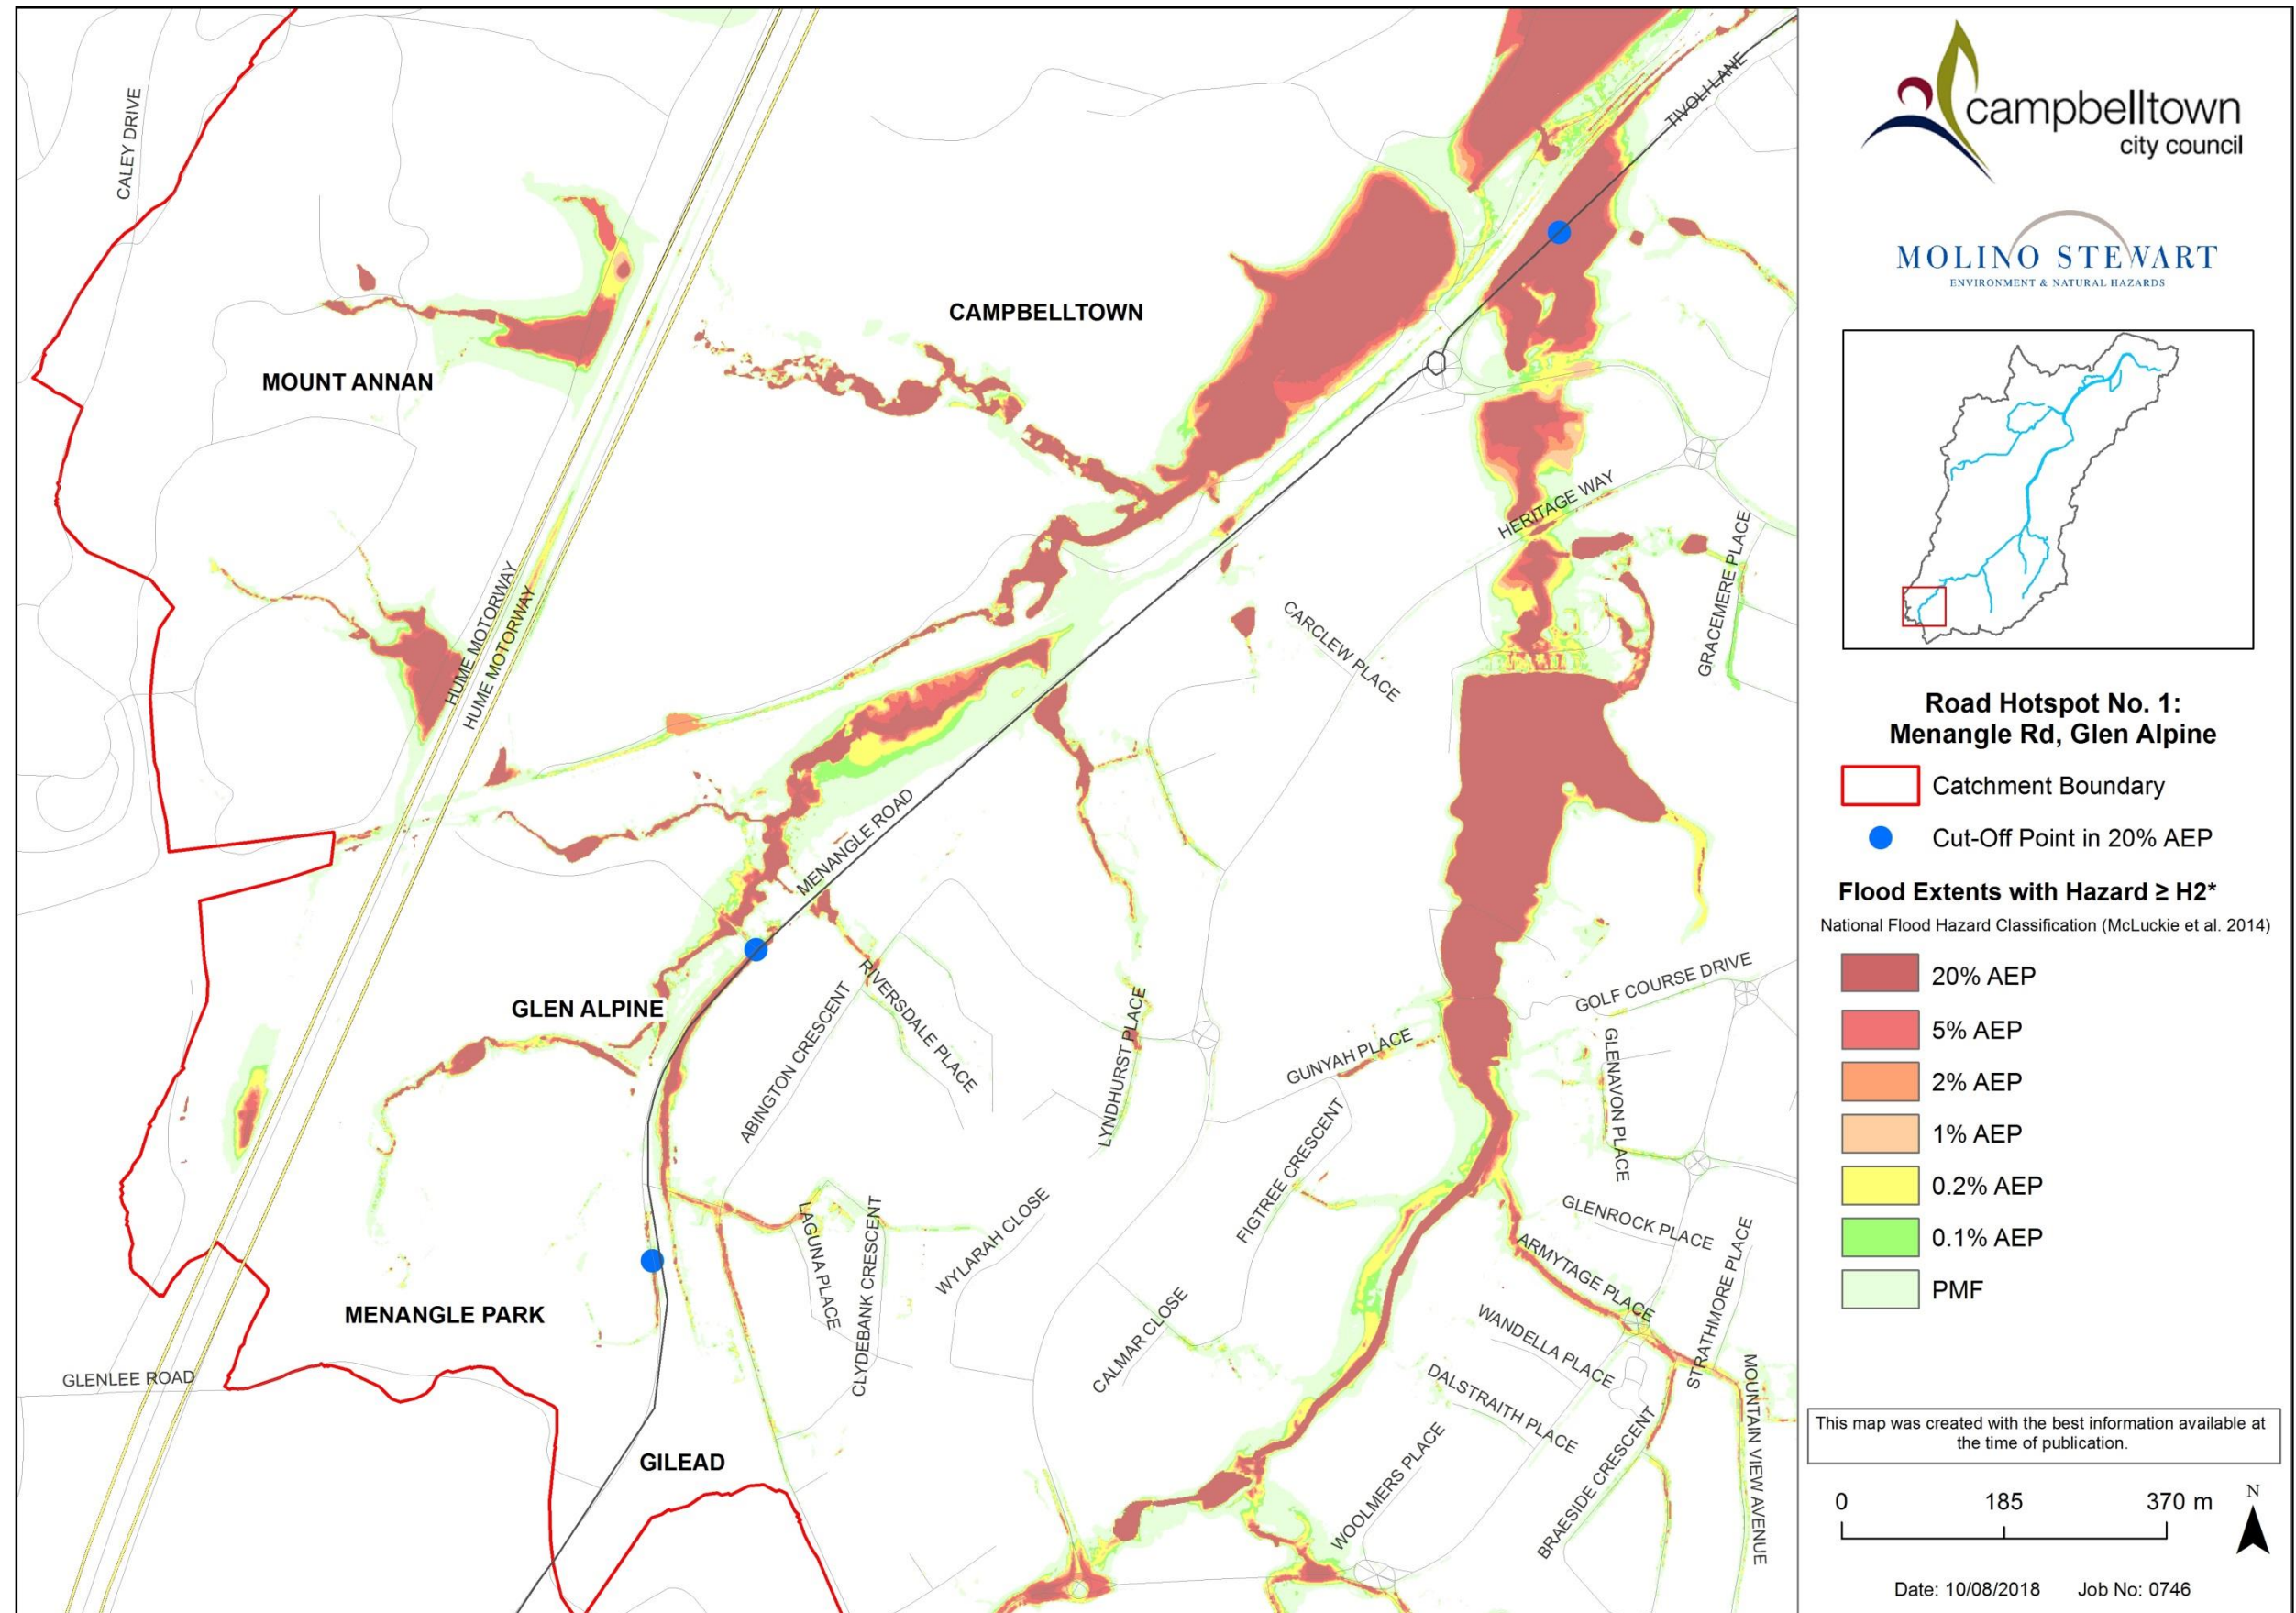 CALEY DRIVE
TIVOLI LANE
CAMPBELLTOWN
MOUNT ANNAN
HERITAGE WAY
GRACEMERE PLACE
HUME MOTORWAY
HUME MOTORWAY
CARCLEW PLACE
MENANGLE ROAD
GLEN ALPINE
RIVERSDALE PLACE
ABINGTON CRESCENT
LYNDHURST PLACE
GOLF COURSE DRIVE
GUNYAH PLACE
GLENAVON PLACE
FIGTREE CRESCENT
GLENROCK PLACE
LAGUNA PLACE
CLYDEBANK CRESCENT
WYLARAH CLOSE
ARMYTAGE PLACE
STRATHMORE PLACE
MENANGLE PARK
CALMAR CLOSE
WANDELLA PLACE
GLENLEE ROAD
DALSTRAITH PLACE
MOUNTAIN VIEW AVENUE
WOOLMERS PLACE
BRAESIDE CRESCENT
GILEAD
campbelltown
city council
MOLINO STEWART
ENVIRONMENT & NATURAL HAZARDS
Road Hotspot No. 1:
Menangle Rd, Glen Alpine
Catchment Boundary
Cut-Off Point in 20% AEP
Flood Extents with Hazard ≥ H2*
National Flood Hazard Classification (McLuckie et al. 2014)
20% AEP
5% AEP
2% AEP
1% AEP
0.2% AEP
0.1% AEP
PMF
This map was created with the best information available at
the time of publication.
0 185 370 m
N
Date: 10/08/2018 Job No: 0746